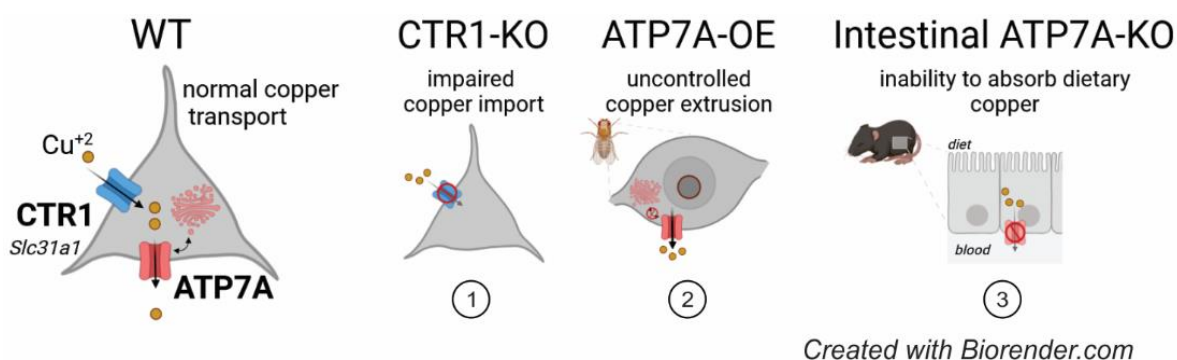 WT
normal copper
transport
Cu+2
CTR1
Slc31a1
ATP7A
CTR1-KO
impaired
copper import
1
ATP7A-OE
uncontrolled
copper extrusion
2
Intestinal ATP7A-KO
inability to absorb dietary
copper
diet
blood
3
Created with Biorender.com